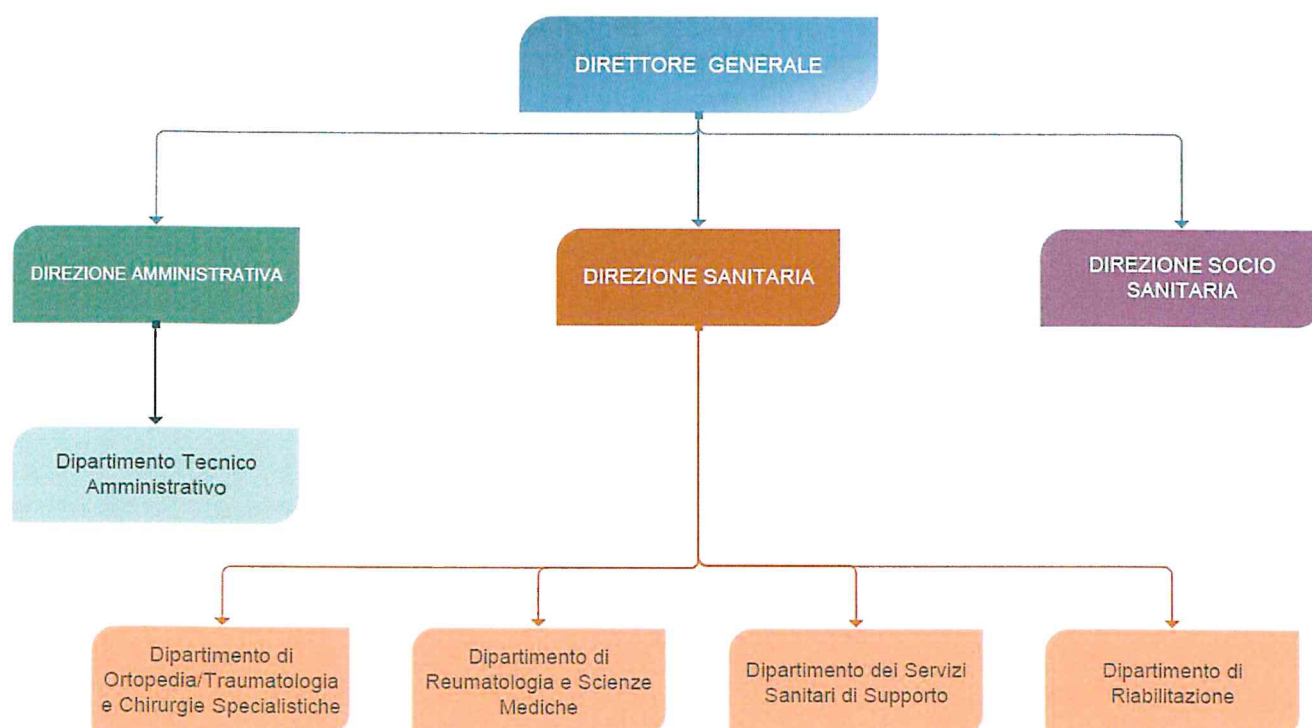 DIRETTORE GENERALE
DIREZIONE AMMINISTRATIVA
DIREZIONE SANITARIA
DIREZIONE SOCIO
SANITARIA
Dipartimento Tecnico
Amministrativo
Dipartimento di
Ortopedia/Traumatologia
e Chirurgie Specialistiche
Dipartimento di
Reumatologia e Scienze
Mediche
Dipartimento dei Servizi
Sanitari di Supporto
Dipartimento di
Riabilitazione